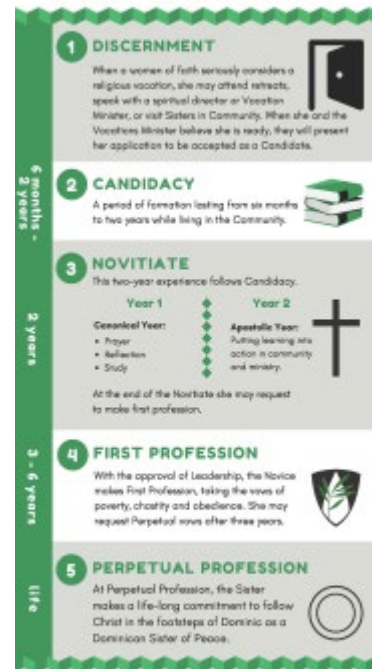 1 DISCERNMENT
When a women of faith seriously considers a
religious vocation, she may attend retreats,
speak with a spiritual director or Vocation
Minister, or visit Sisters in Community. When she and the
Vocations Minister believe she is ready, they will present
her application to be accepted as a Candidate.
6 months -
2 years
2 CANDIDACY
A period of formation lasting from six months
to two years while living in the Community.
2 years
3 NOVITIATE
This two-year experience follows Candidacy.
Year 1
Canonical Year:
• Prayer
• Reflection
• Study
Year 2
Apostolic Year:
Putting learning into
action in community
and ministry.
At the end of the Novitiate she may request
to make first profession.
3 - 6 years
4 FIRST PROFESSION
With the approval of Leadership, the Novice
makes First Profession, taking the vows of
poverty, chastity and obedience. She may
request Perpetual vows after three years.
life
5 PERPETUAL PROFESSION
At Perpetual Profession, the Sister
makes a life-long commitment to follow
Christ in the footsteps of Dominic as a
Dominican Sister of Peace.